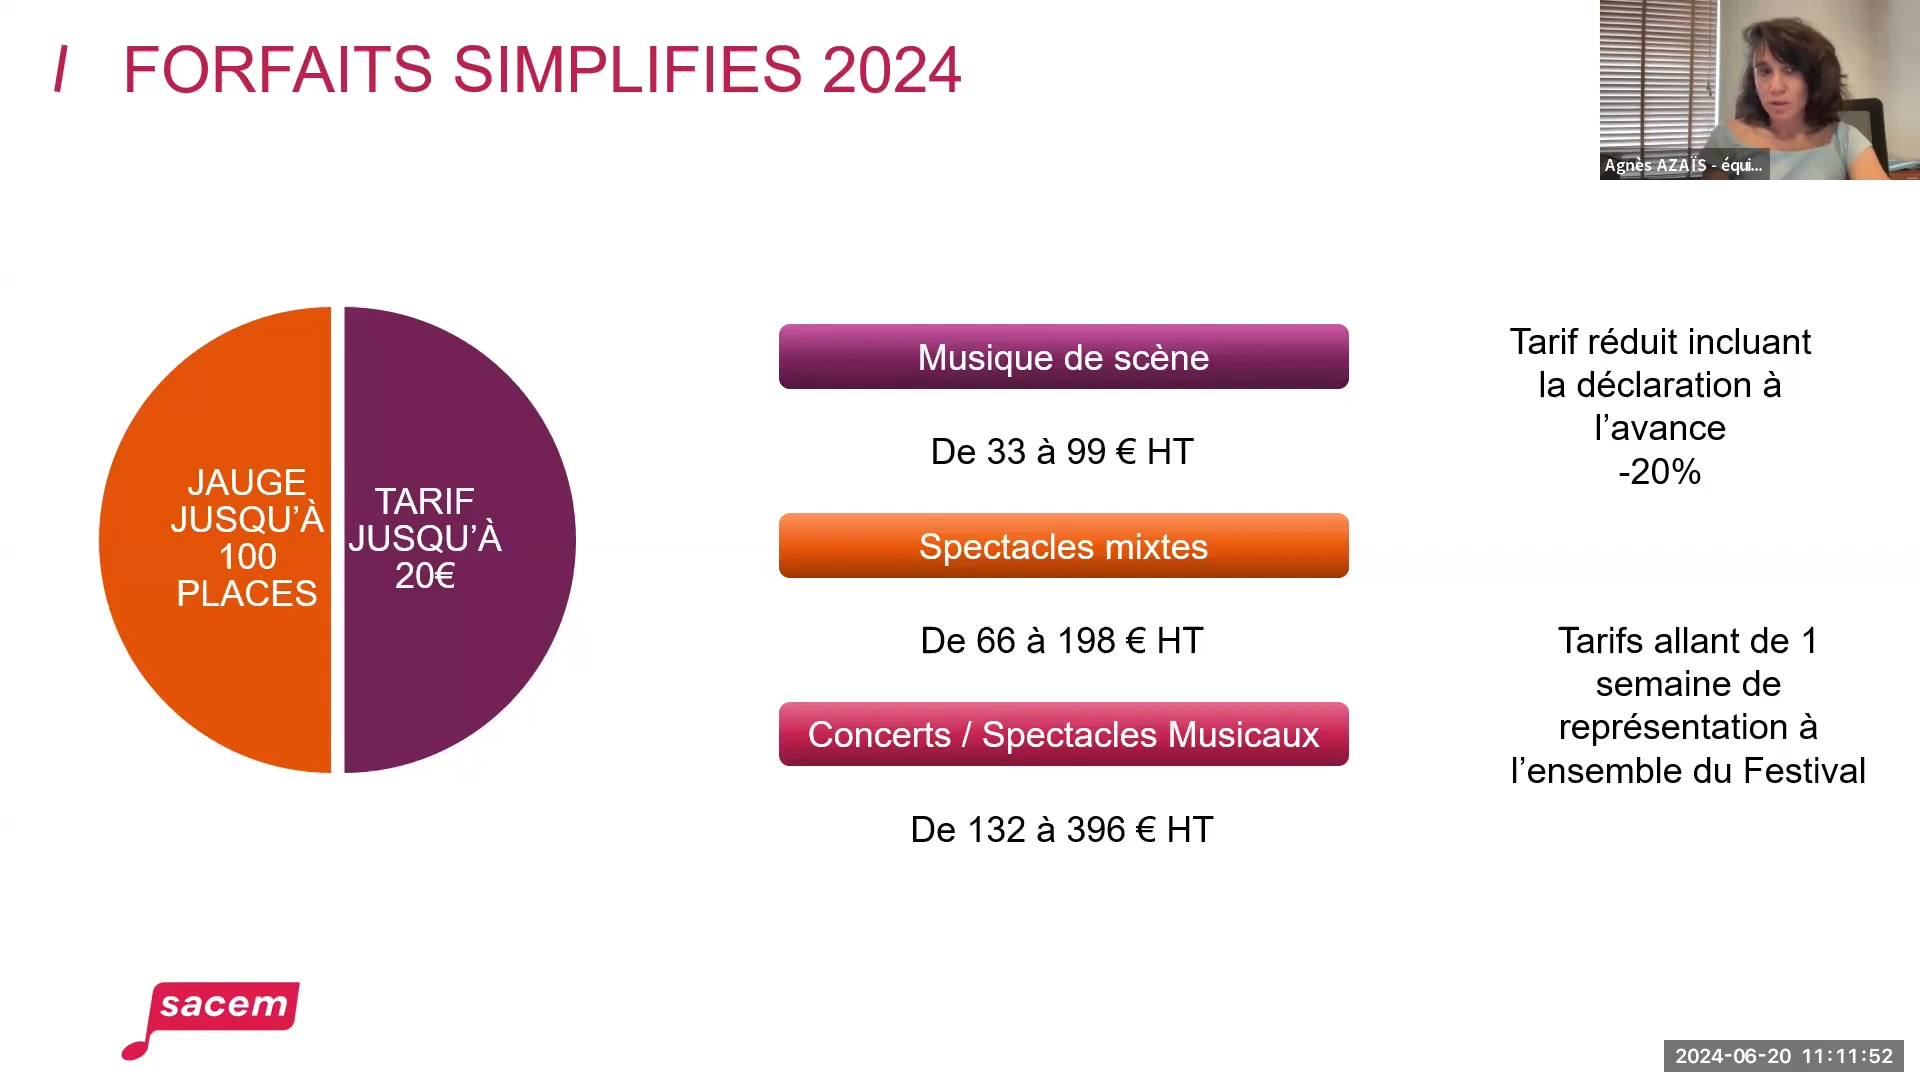 / FORFAITS SIMPLIFIES 2024
Agnès AZAÏS - équi...
JAUGE
JUSQU’À
100
PLACES
TARIF
JUSQU’À
20€
Musique de scène
De 33 à 99 € HT
Spectacles mixtes
De 66 à 198 € HT
Concerts / Spectacles Musicaux
De 132 à 396 € HT
Tarif réduit incluant
la déclaration à
l’avance
-20%
Tarifs allant de 1
semaine de
représentation à
l’ensemble du Festival
sacem
2024-06-20 11:11:52